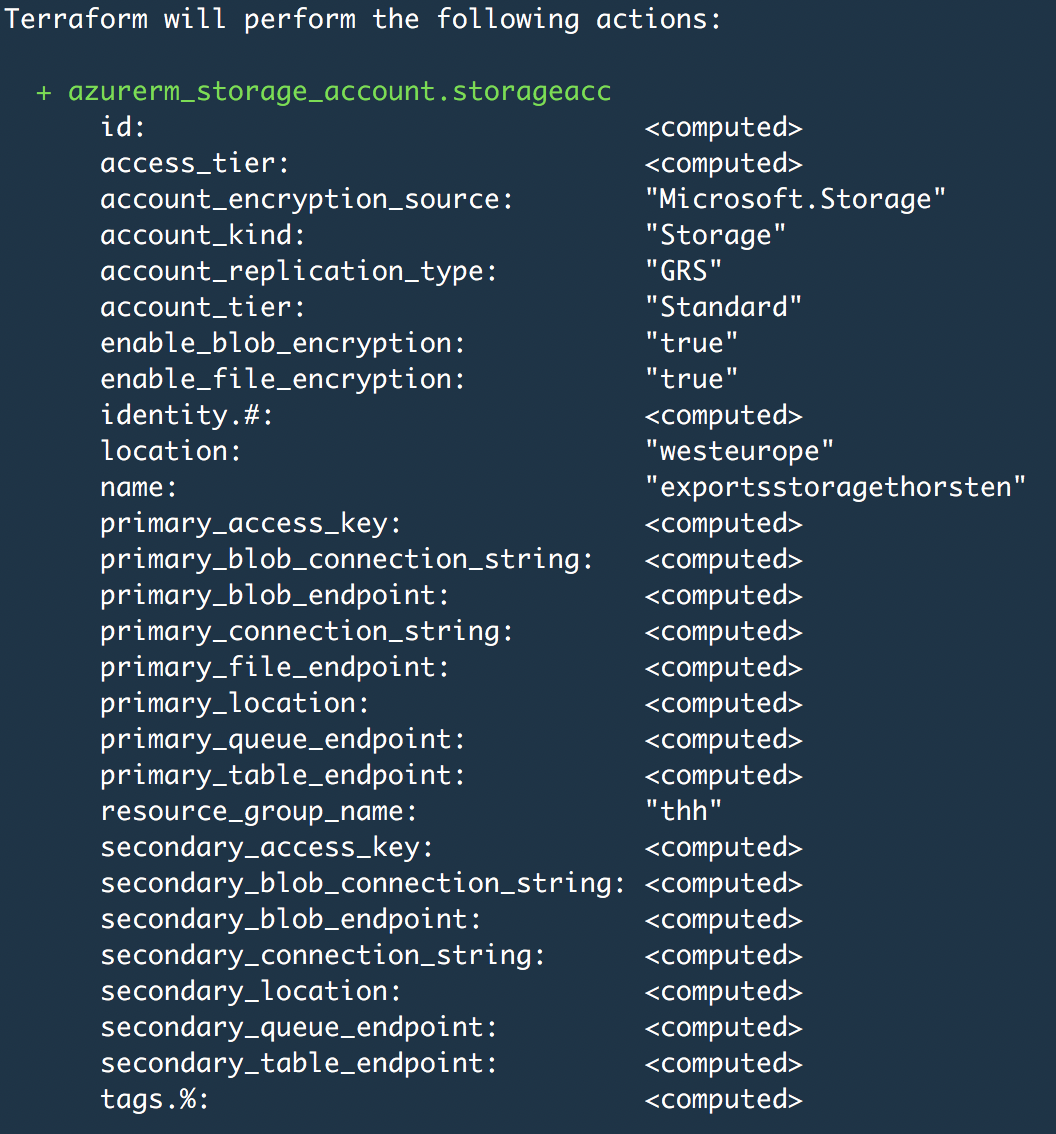 Terraform will perform the following actions:
+ azurerm_storage_account.storageacc
id: <computed>
access_tier: <computed>
account_encryption_source: "Microsoft.Storage"
account_kind: "Storage"
account_replication_type: "GRS"
account_tier: "Standard"
enable_blob_encryption: "true"
enable_file_encryption: "true"
identity.#: <computed>
location: "westeurope"
name: "exportsstoragethorsten"
primary_access_key: <computed>
primary_blob_connection_string: <computed>
primary_blob_endpoint: <computed>
primary_connection_string: <computed>
primary_file_endpoint: <computed>
primary_location: <computed>
primary_queue_endpoint: <computed>
primary_table_endpoint: <computed>
resource_group_name: "thh"
secondary_access_key: <computed>
secondary_blob_connection_string: <computed>
secondary_blob_endpoint: <computed>
secondary_connection_string: <computed>
secondary_location: <computed>
secondary_queue_endpoint: <computed>
secondary_table_endpoint: <computed>
tags.%: <computed>